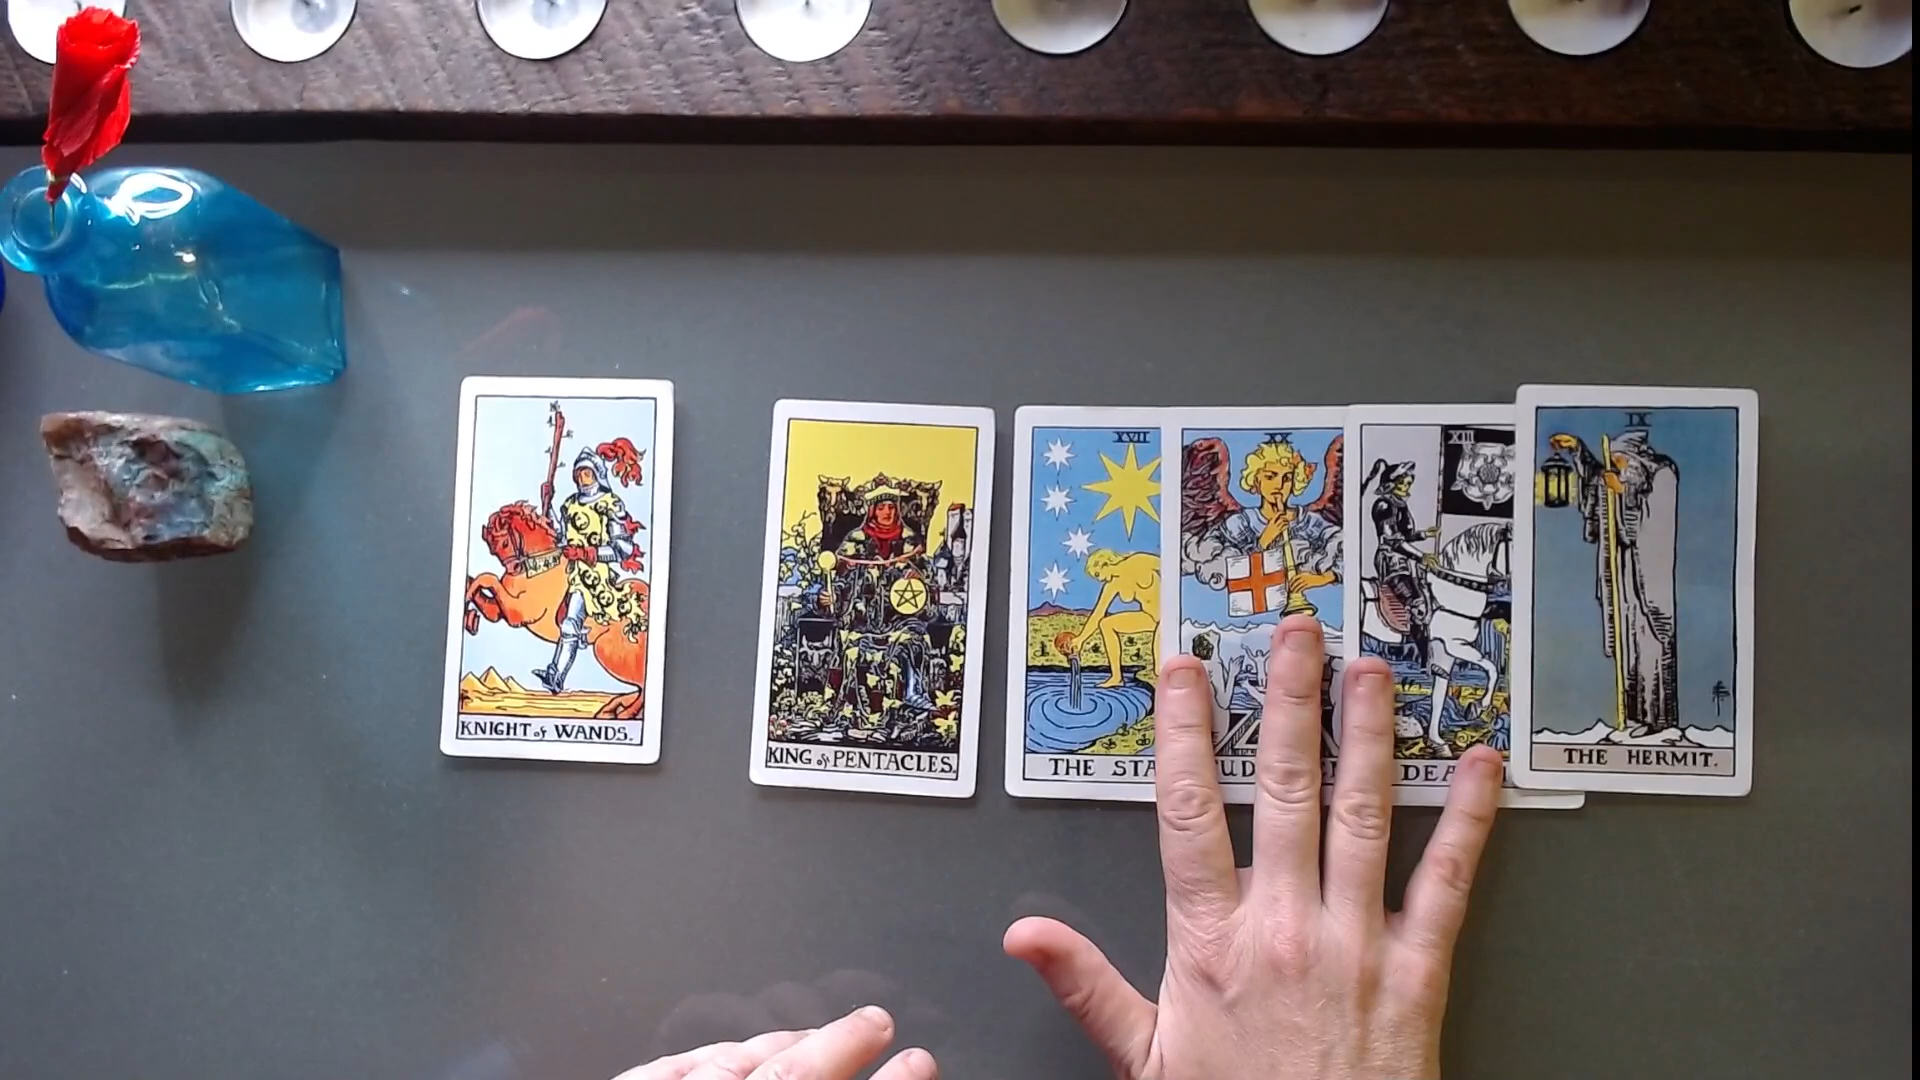 KNIGHT of WANDS.
KING of PENTACLES.
XVII
THE STA
XX
UD
XIII
DEA
IX
THE HERMIT.